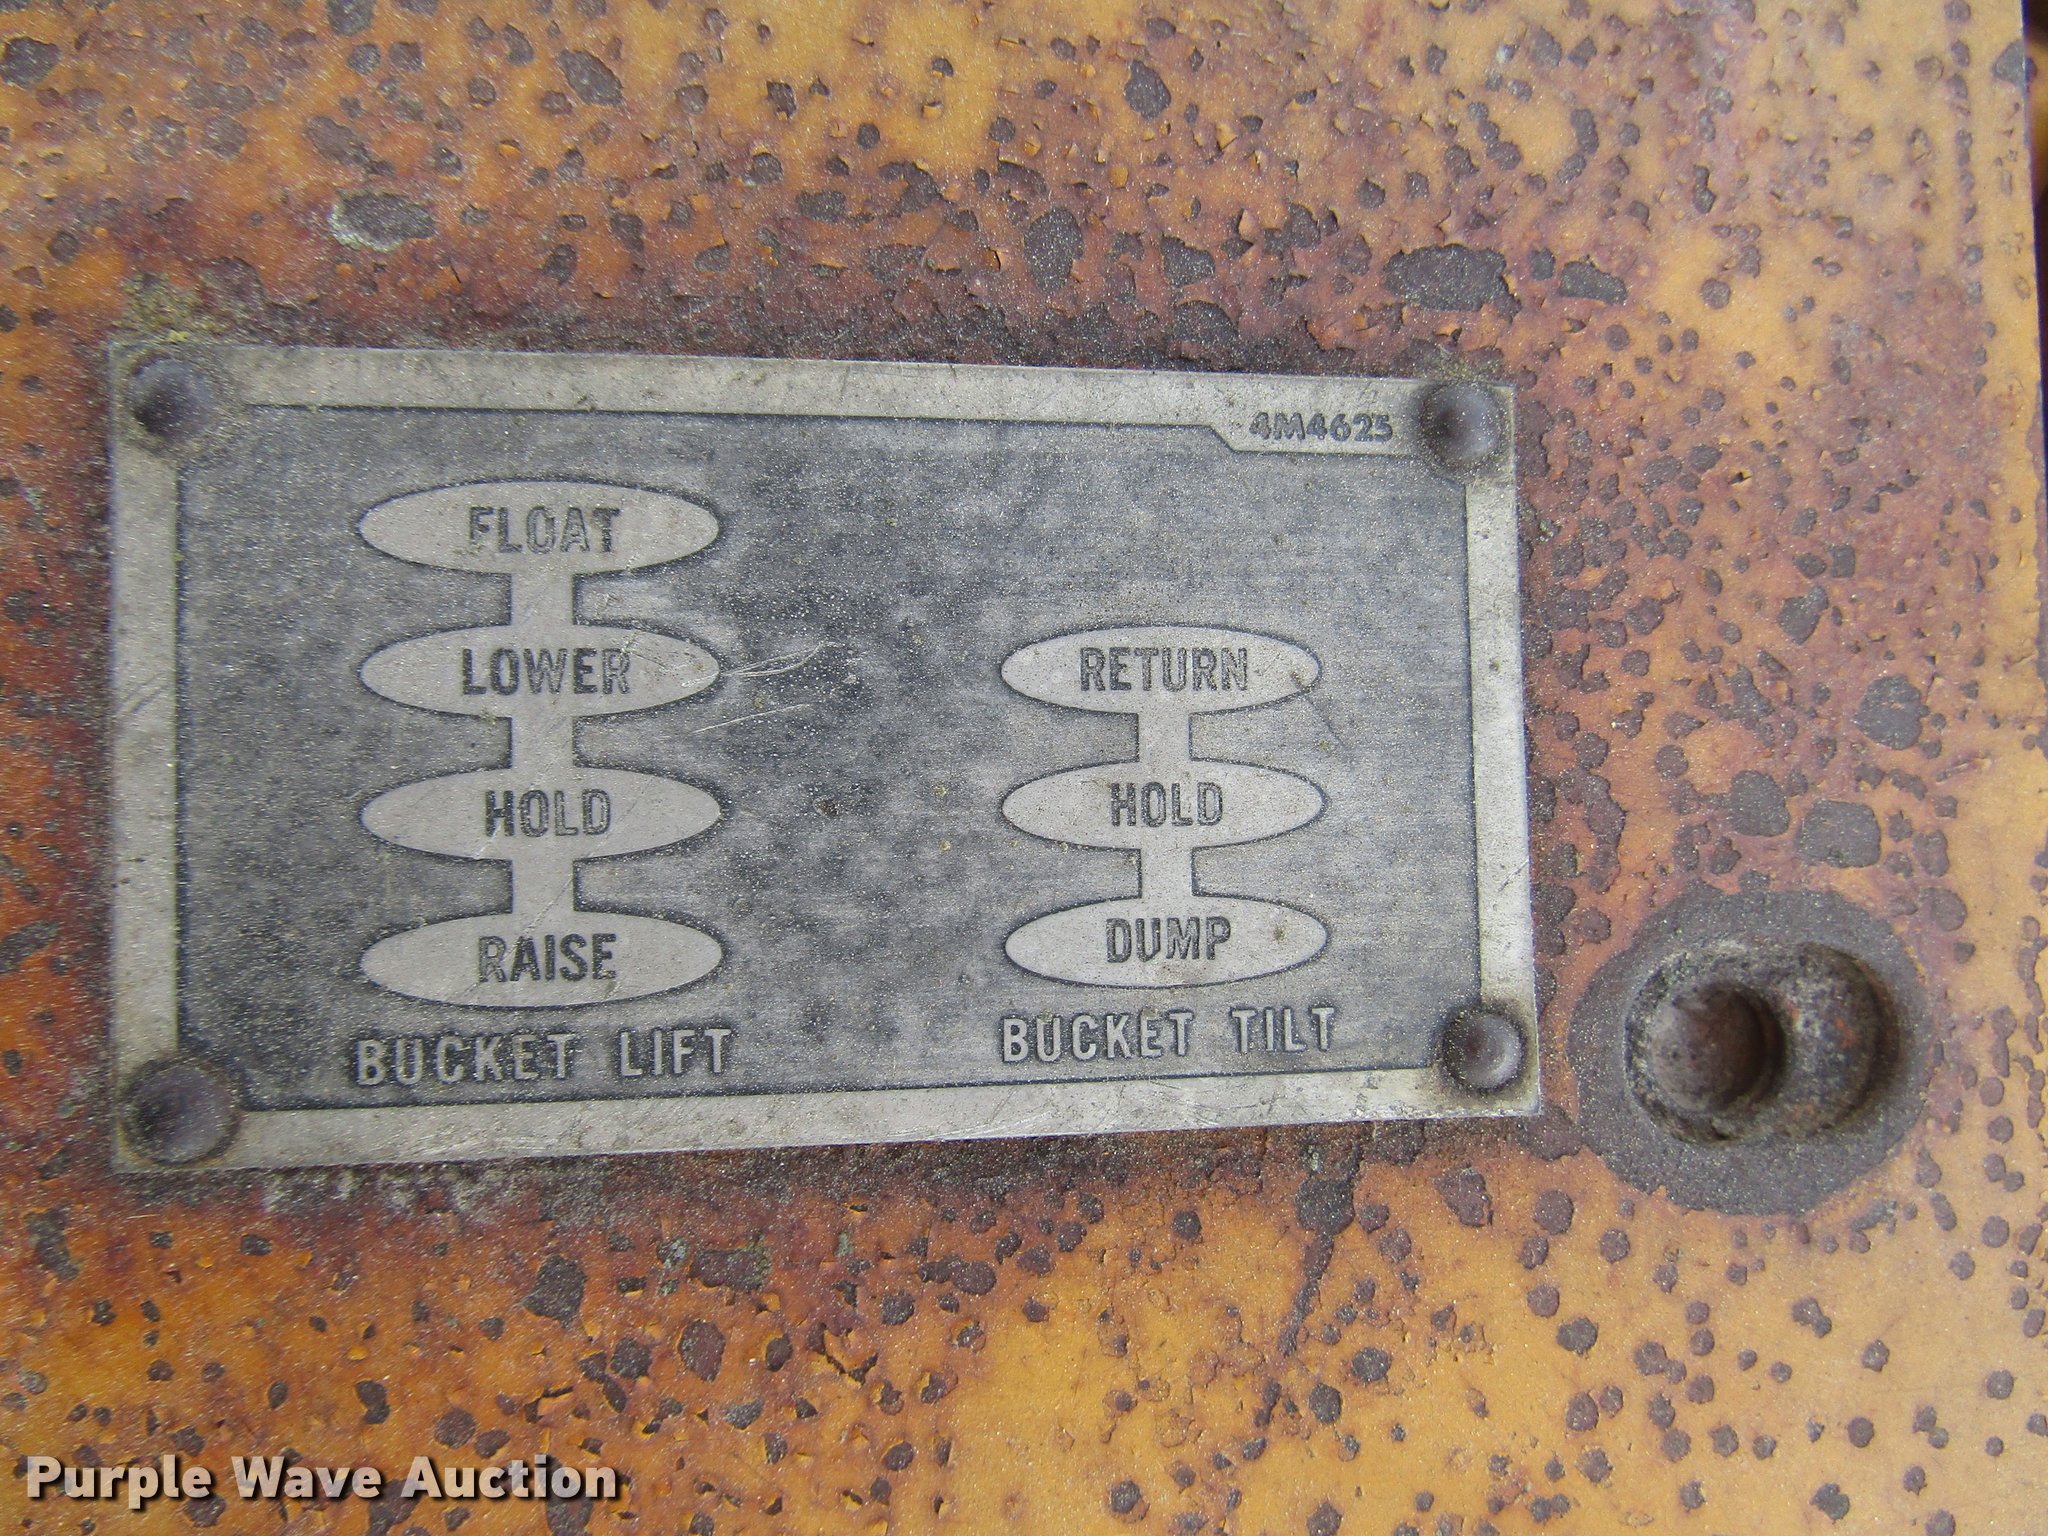 4M4625
FLOAT
LOWER
HOLD
RAISE
BUCKET LIFT
RETURN
HOLD
DUMP
BUCKET TILT
Purple Wave Auction